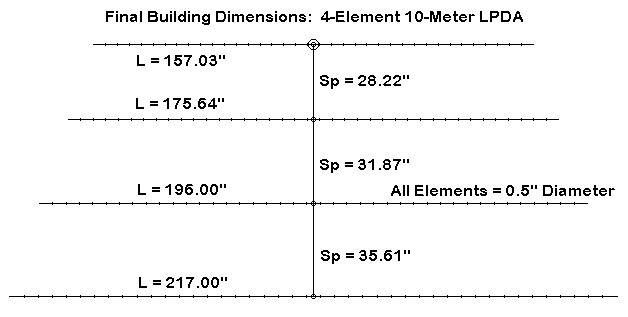 Final Building Dimensions:  4-Element 10-Meter LPDA
L = 157.03"
Sp = 28.22"
L = 175.64"
Sp = 31.87"
L = 196.00"
All Elements = 0.5" Diameter
Sp = 35.61"
L = 217.00"